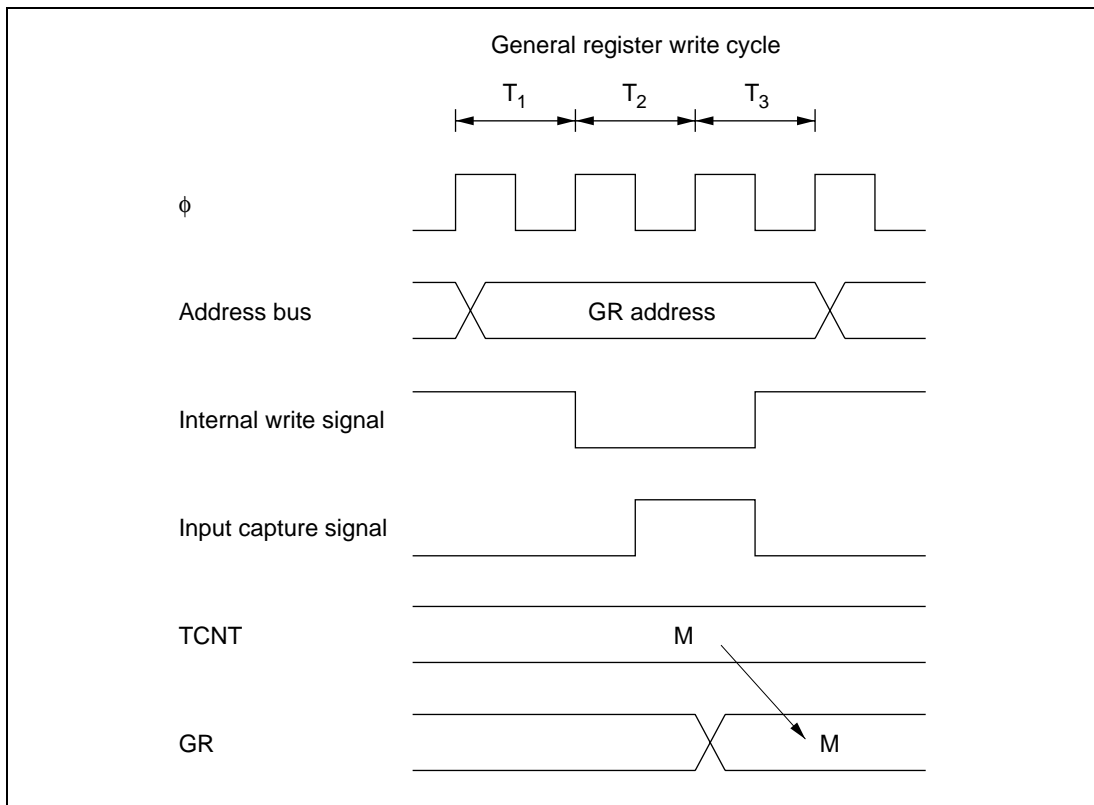 General register write cycle
T1 T2 T3
φ
Address bus GR address
Internal write signal
Input capture signal
TCNT M
GR M